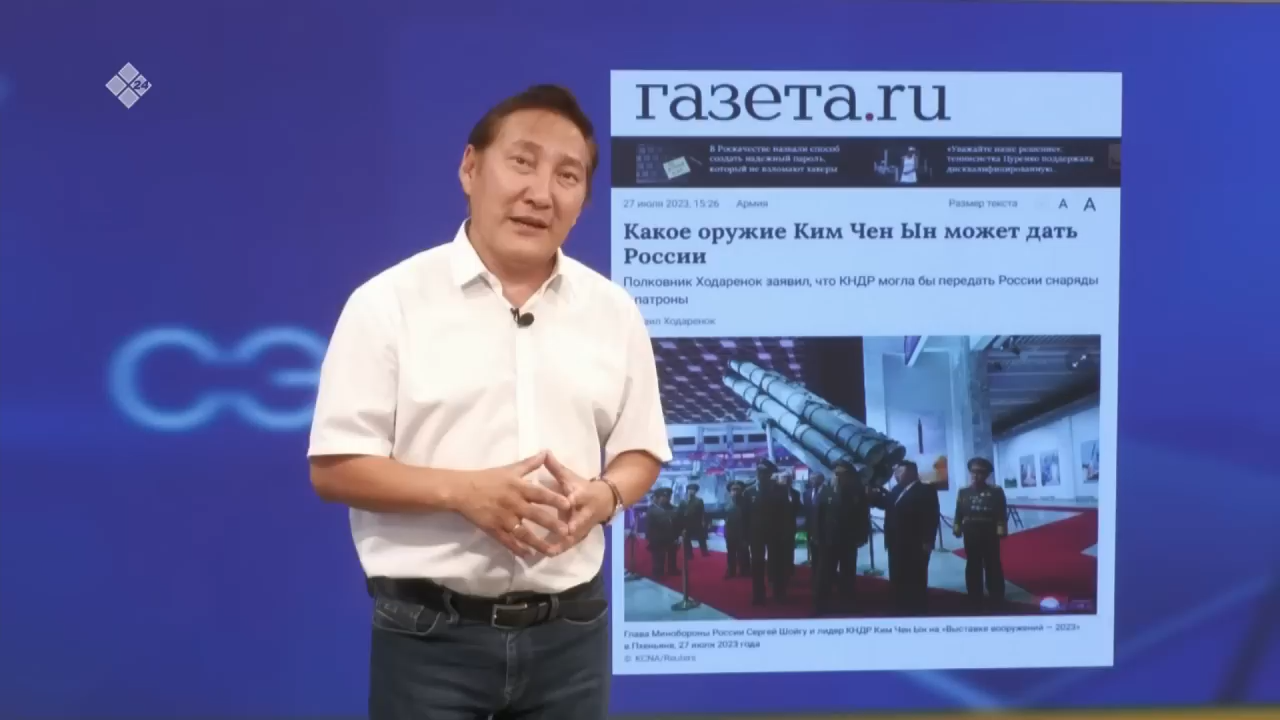 24
газета.ru
В Роскачестве назвали способ
создать надежный пароль,
который не взломают хакеры
«Уважайте наше решение»:
теннисистка Цуренко поддержала
дисквалифицированную...
27 июля 2023, 15:26 Армия Размер текста А А
Какое оружие Ким Чен Ын может дать
России
Полковник Ходаренок заявил, что КНДР могла бы передать России снаряды
патроны
Ходаренок
СЭ
Глава Минобороны России Сергей Шойгу и лидер КНДР Ким Чен Ын на «Выставке вооружений — 2023»
в Пхеньяне, 27 июля 2023 года
© KCNA/Reuters